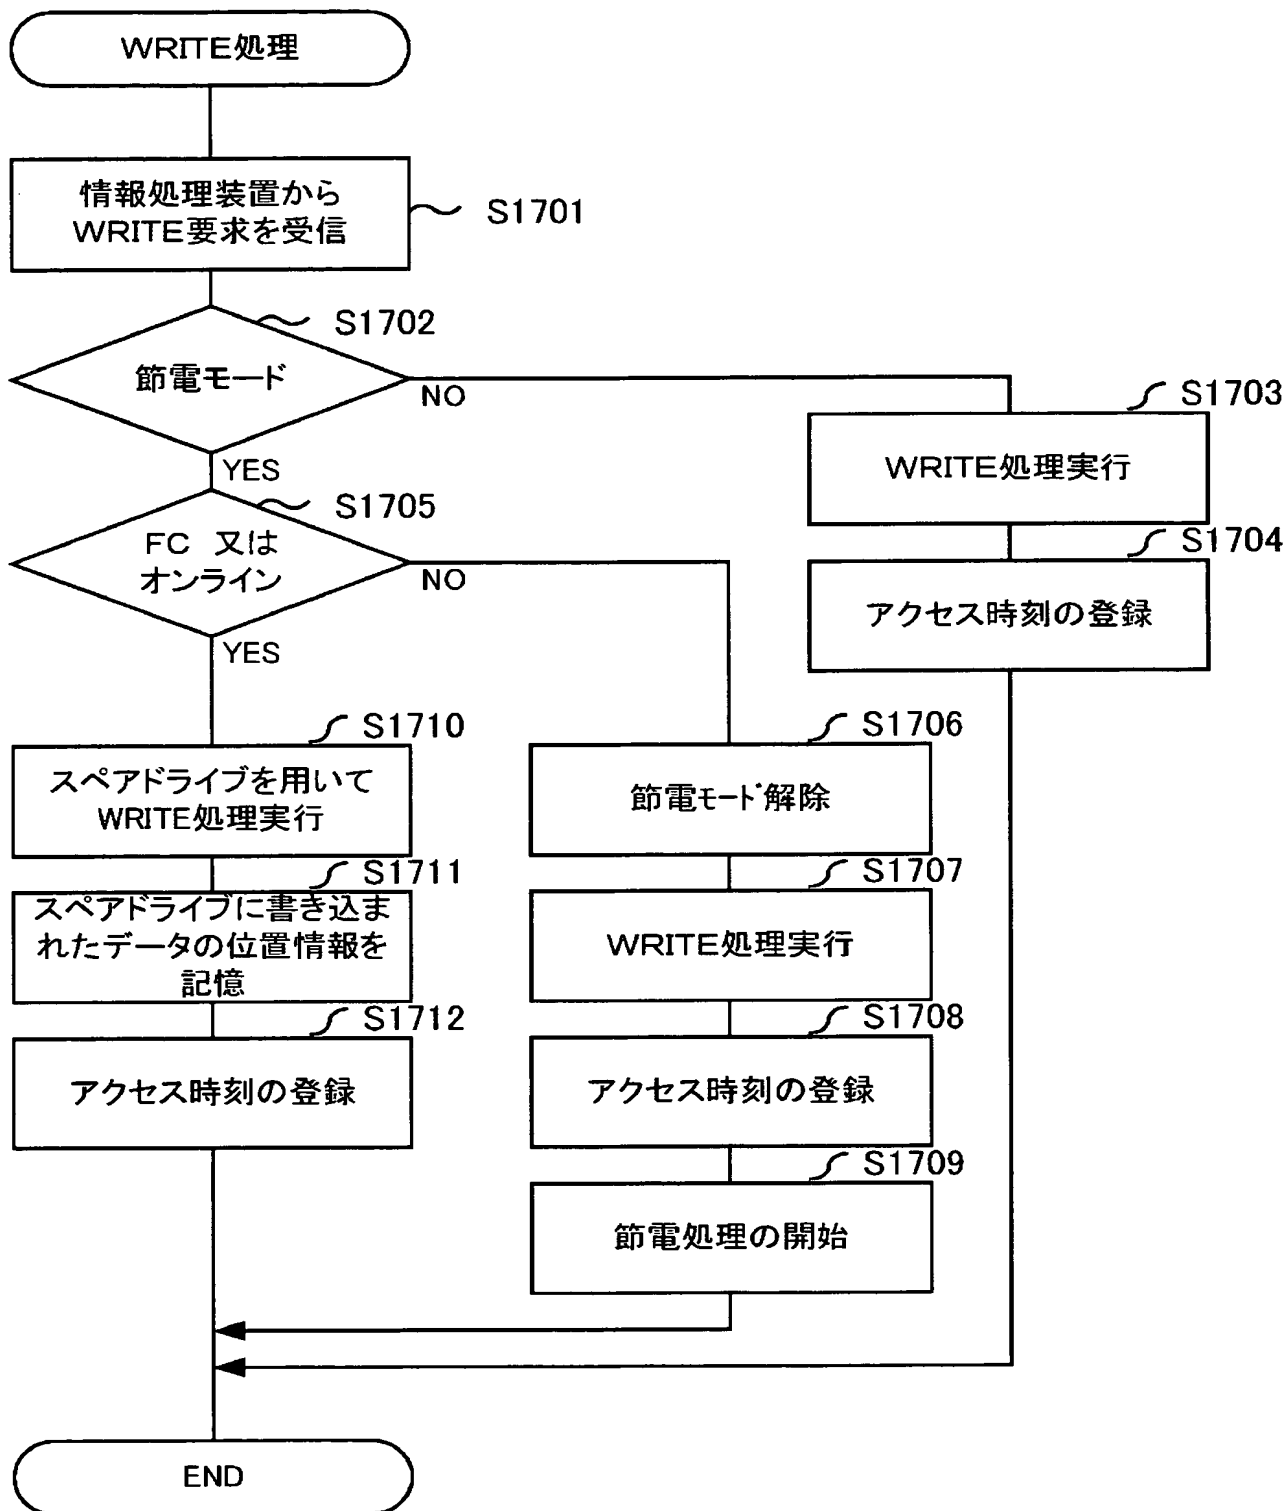 WRITE処理
情報処理装置から
WRITE要求を受信
S1701
S1702
節電モード
NO
YES
S1703
WRITE処理実行
S1704
アクセス時刻の登録
S1705
FC 又は
オンライン
NO
YES
S1710
スペアドライブを用いて
WRITE処理実行
S1711
スペアドライブに書き込ま
れたデータの位置情報を
記憶
S1712
アクセス時刻の登録
S1706
節電モード解除
S1707
WRITE処理実行
S1708
アクセス時刻の登録
S1709
節電処理の開始
END